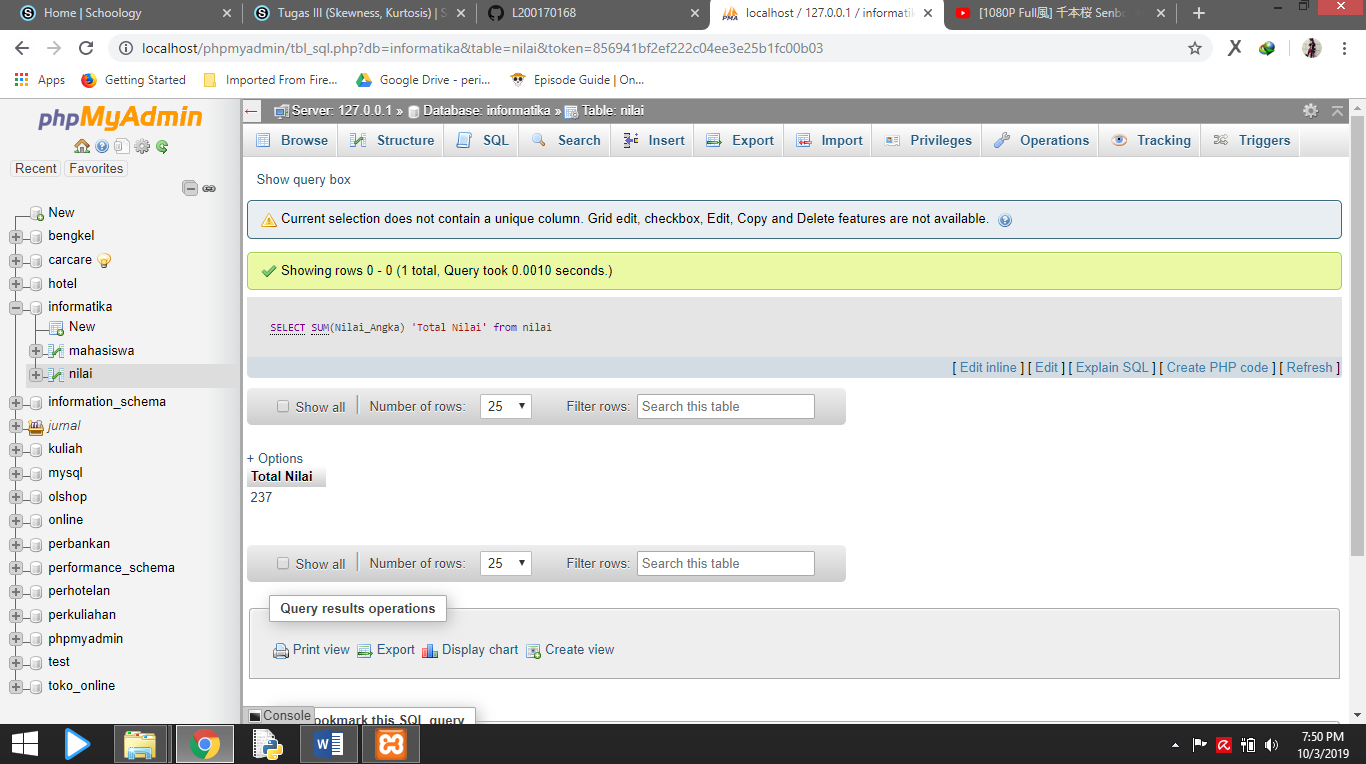 Home | Schoology
Tugas III (Skewness, Kurtosis) | S
L200170168
localhost / 127.0.0.1 / informatik
[1080P Full風] 千本桜 Senbo
localhost/phpmyadmin/tbl_sql.php?db=informatika&table=nilai&token=856941bf2ef222c04ee3e25b1fc00b03
Apps
Getting Started
Imported From Fire...
Google Drive - peri...
Episode Guide | On...
phpMyAdmin
Recent
Favorites
New
bengkel
carcare
hotel
informatika
New
mahasiswa
nilai
information_schema
jurnal
kuliah
mysql
olshop
online
perbankan
performance_schema
perhotelan
perkuliahan
phpmyadmin
test
toko_online
Server: 127.0.0.1 » Database: informatika » Table: nilai
Browse
Structure
SQL
Search
Insert
Export
Import
Privileges
Operations
Tracking
Triggers
Show query box
Current selection does not contain a unique column. Grid edit, checkbox, Edit, Copy and Delete features are not available.
Showing rows 0 - 0 (1 total, Query took 0.0010 seconds.)
SELECT SUM(Nilai_Angka) 'Total Nilai' from nilai
[ Edit inline ] [ Edit ] [ Explain SQL ] [ Create PHP code ] [ Refresh ]
Show all
Number of rows: 25
Filter rows: Search this table
+ Options
Total Nilai
237
Show all
Number of rows: 25
Filter rows: Search this table
Query results operations
Print view
Export
Display chart
Create view
Console
ookmark this SQL query
7:50 PM
10/3/2019